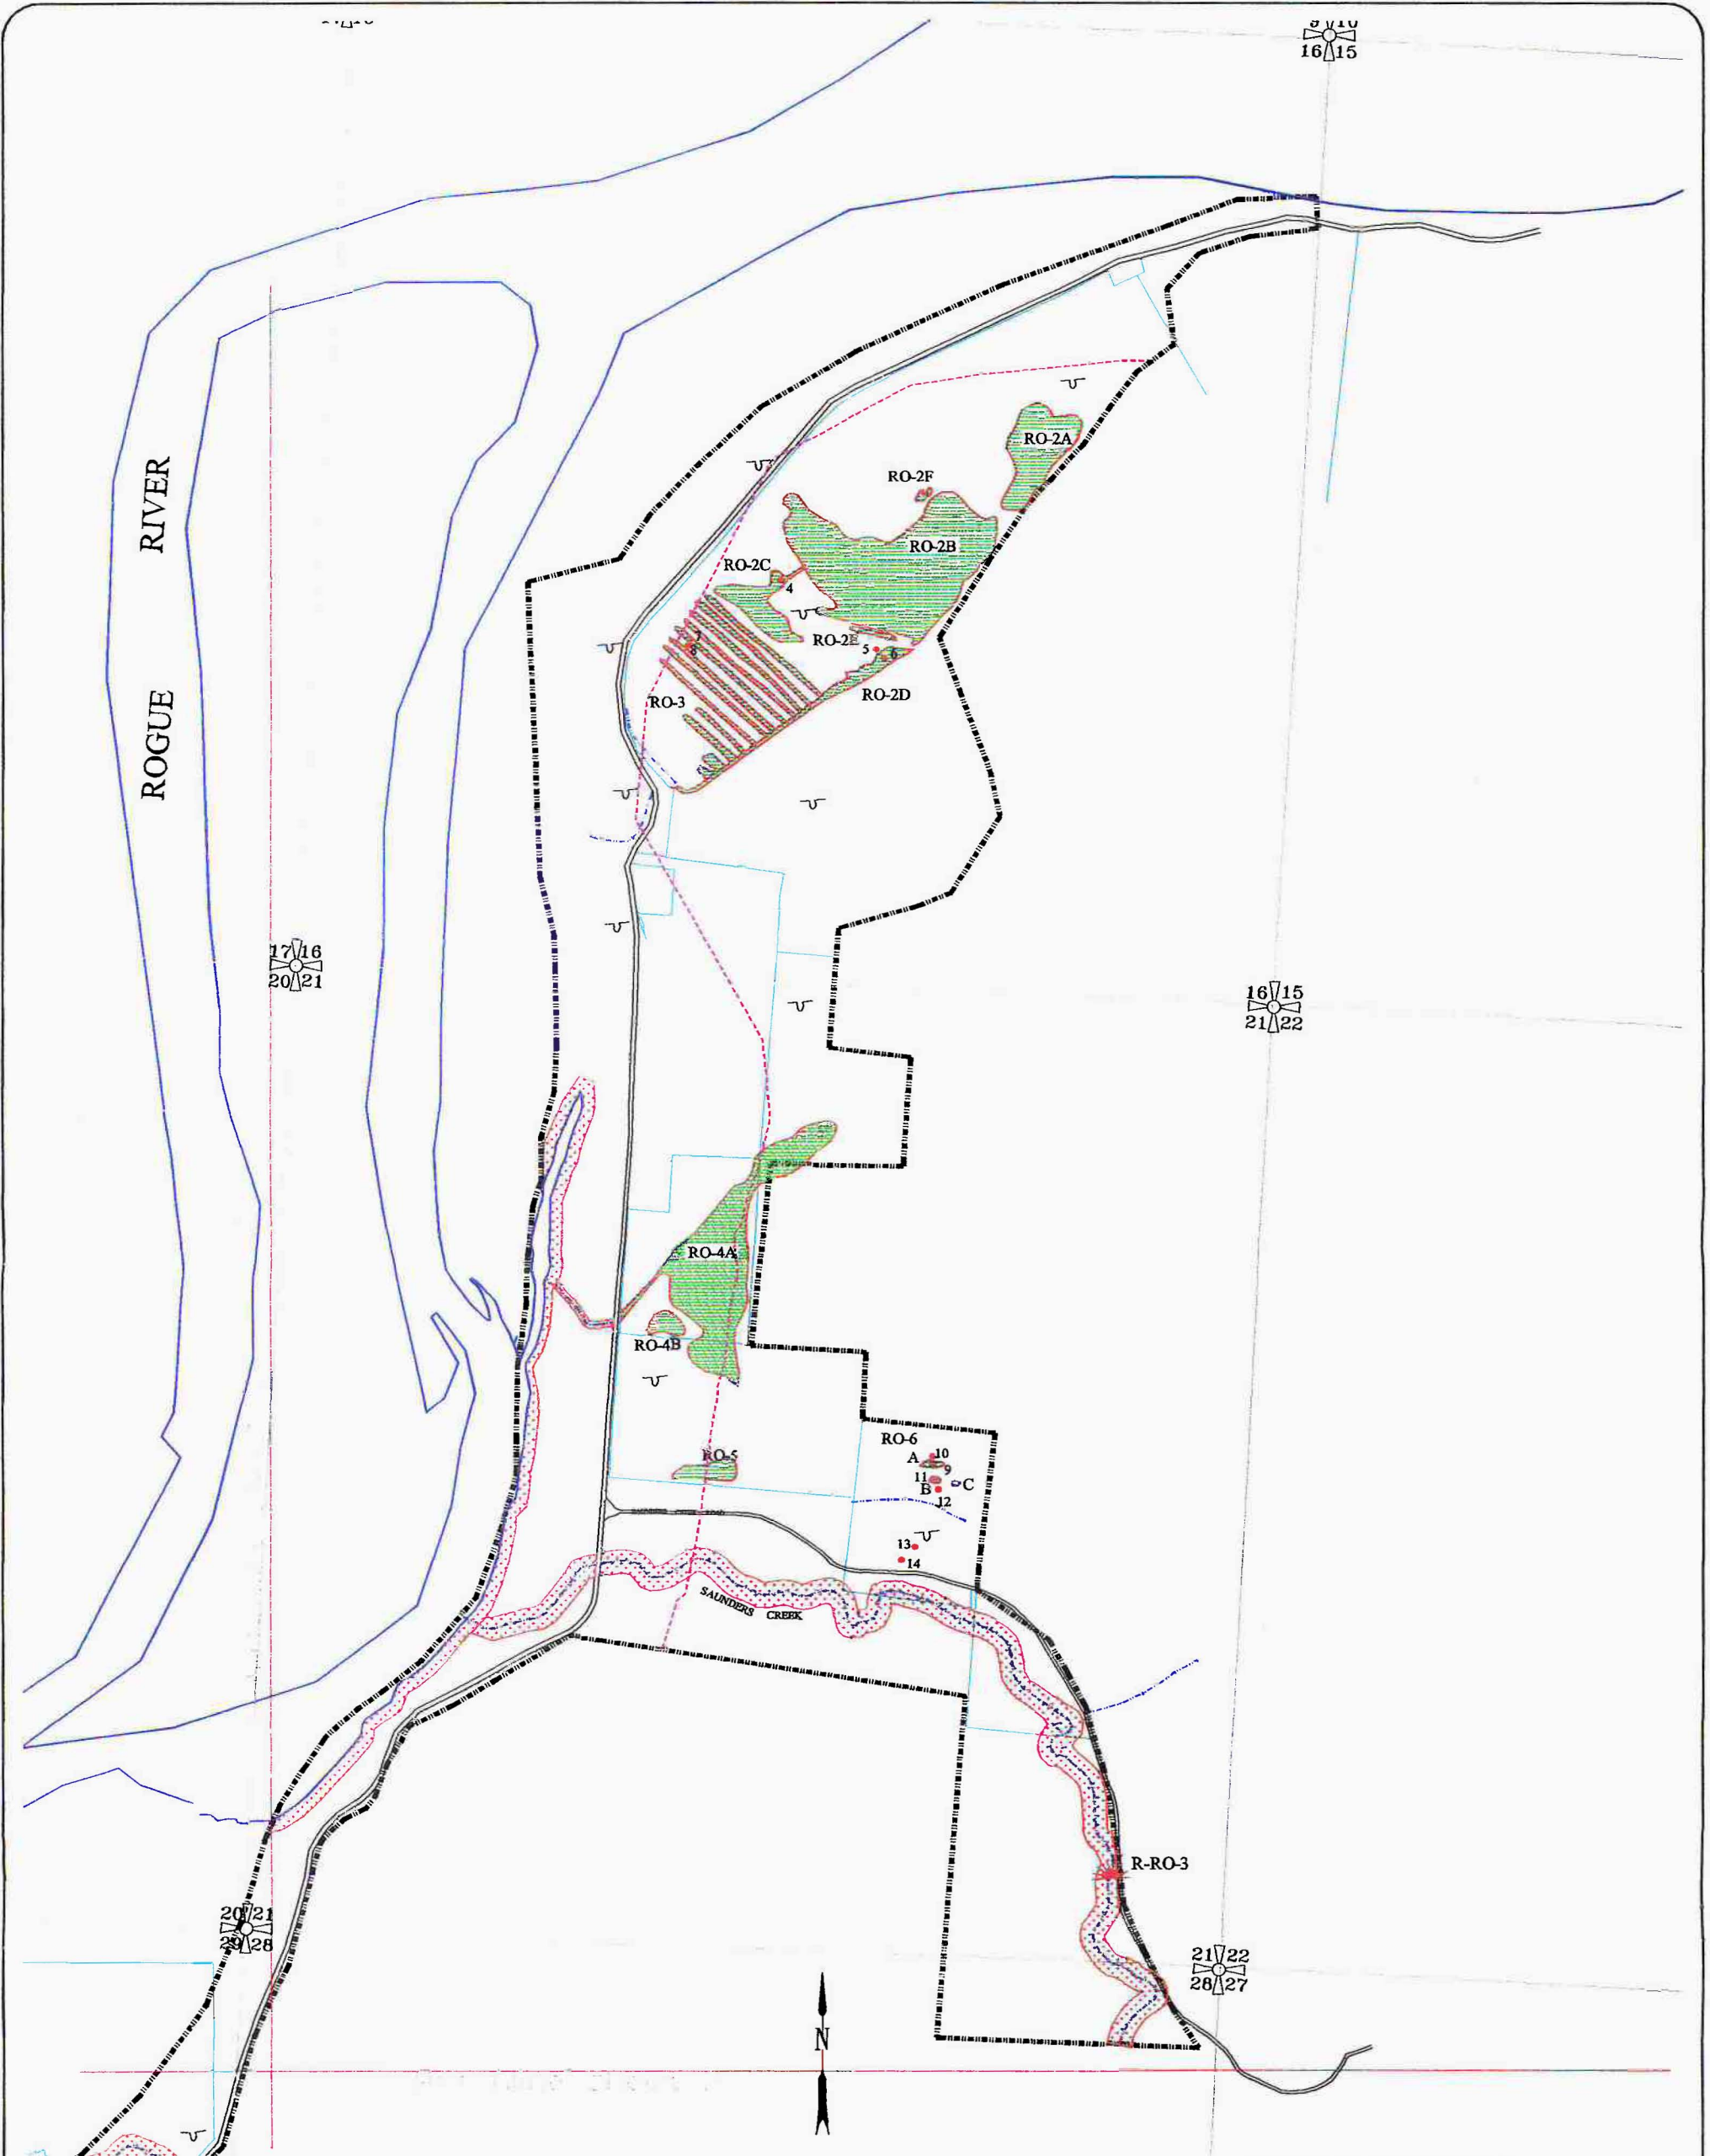 16 15
RO-2A
RO-2F
RO-2B
RIVER
RO-2C
4
RO-2E
7
8
5
6
RO-2D
RO-3
ROGUE
17 16
20 21
16 15
21 22
RO-4A
RO-4B
RO-6
10
A
RO-5
9
11
C
B
12
13
14
SAUNDERS CREEK
R-RO-3
20 21
29 28
21 22
28 27
N